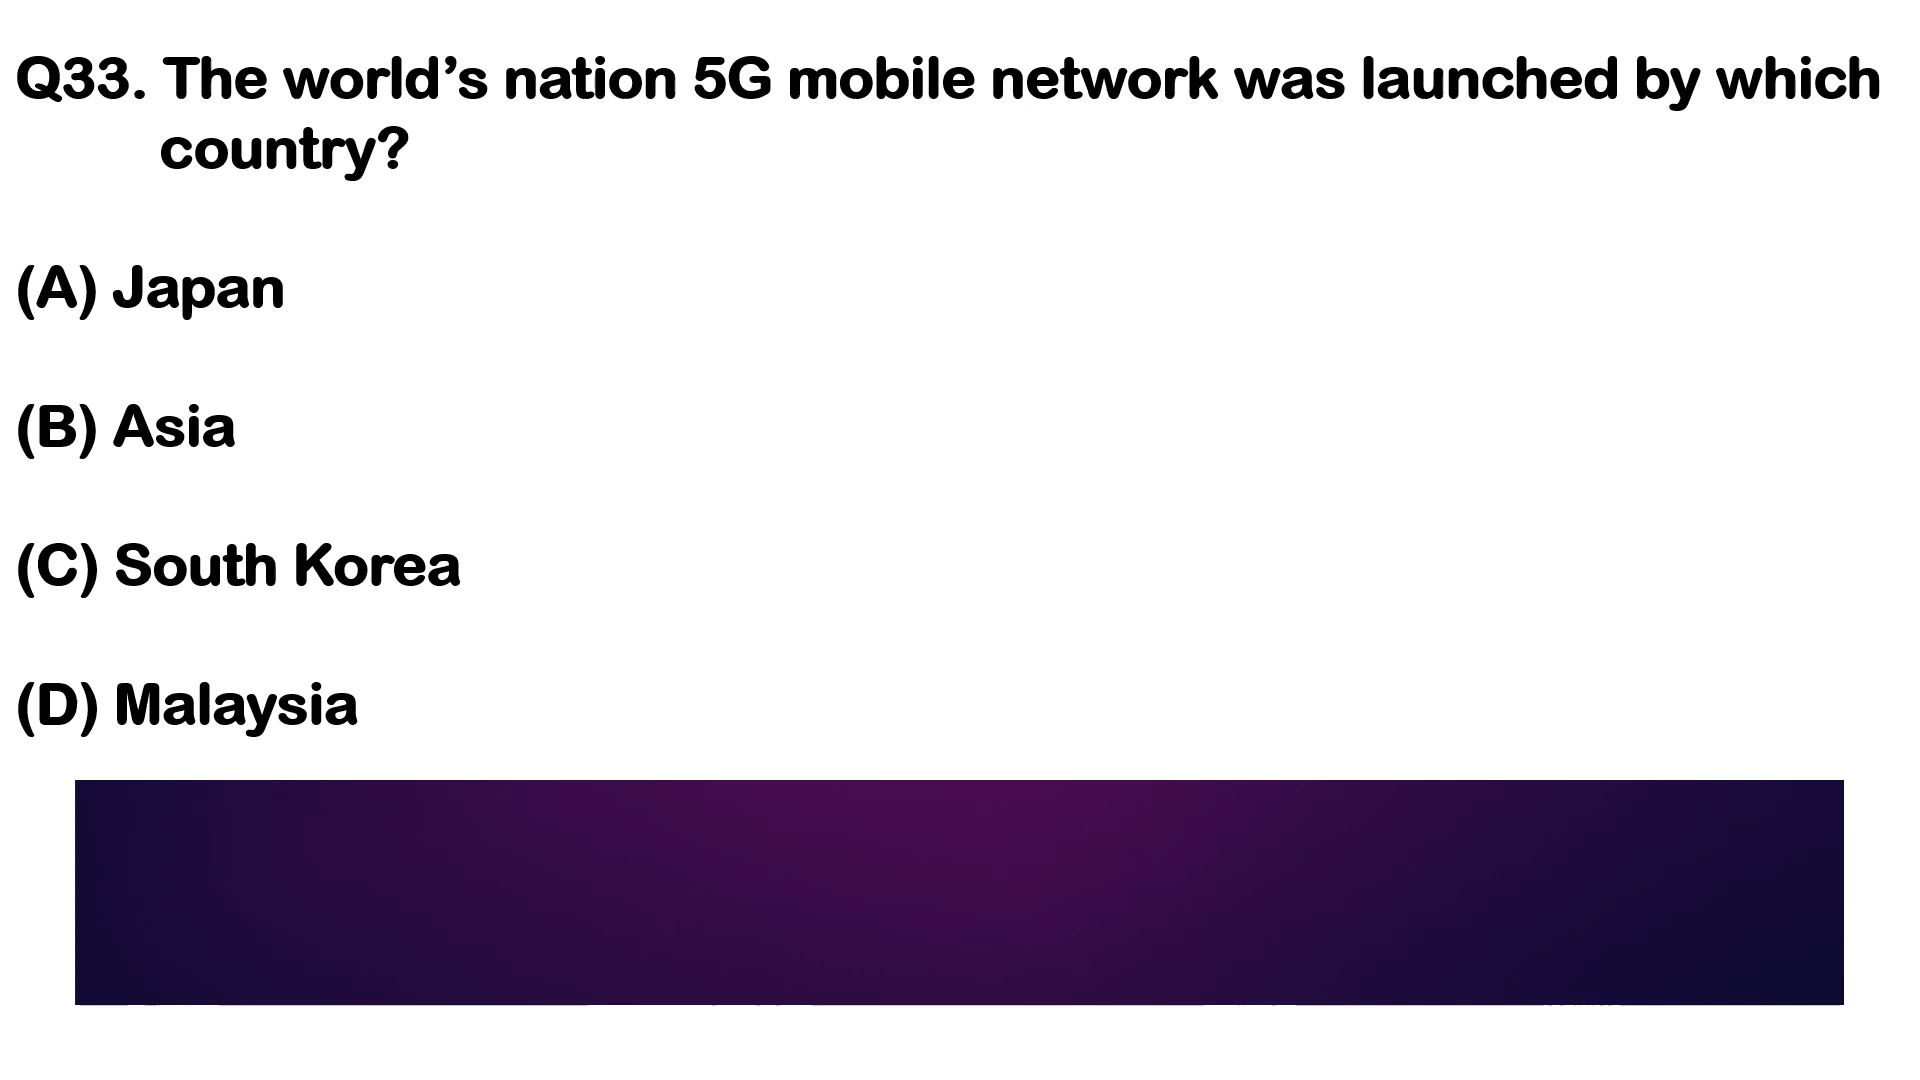 Q33. The world’s nation 5G mobile network was launched by which
country?
(A) Japan
(B) Asia
(C) South Korea
(D) Malaysia